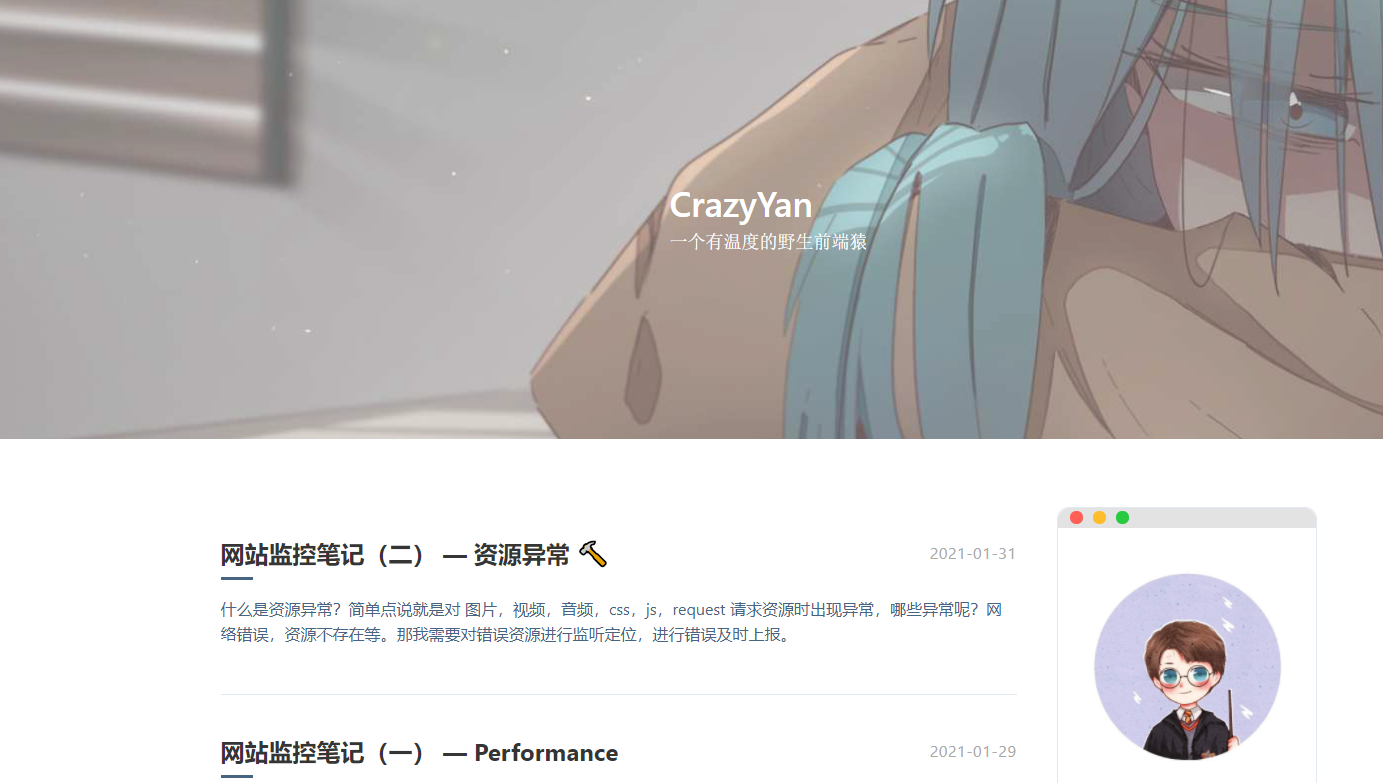 CrazyYan
一个有温度的野生前端猿
网站监控笔记（二） — 资源异常 🔨
2021-01-31
什么是资源异常？简单点说就是对 图片，视频，音频，css，js，request 请求资源时出现异常，哪些异常呢？网
络错误，资源不存在等。那我需要对错误资源进行监听定位，进行错误及时上报。
网站监控笔记（一） — Performance
2021-01-29